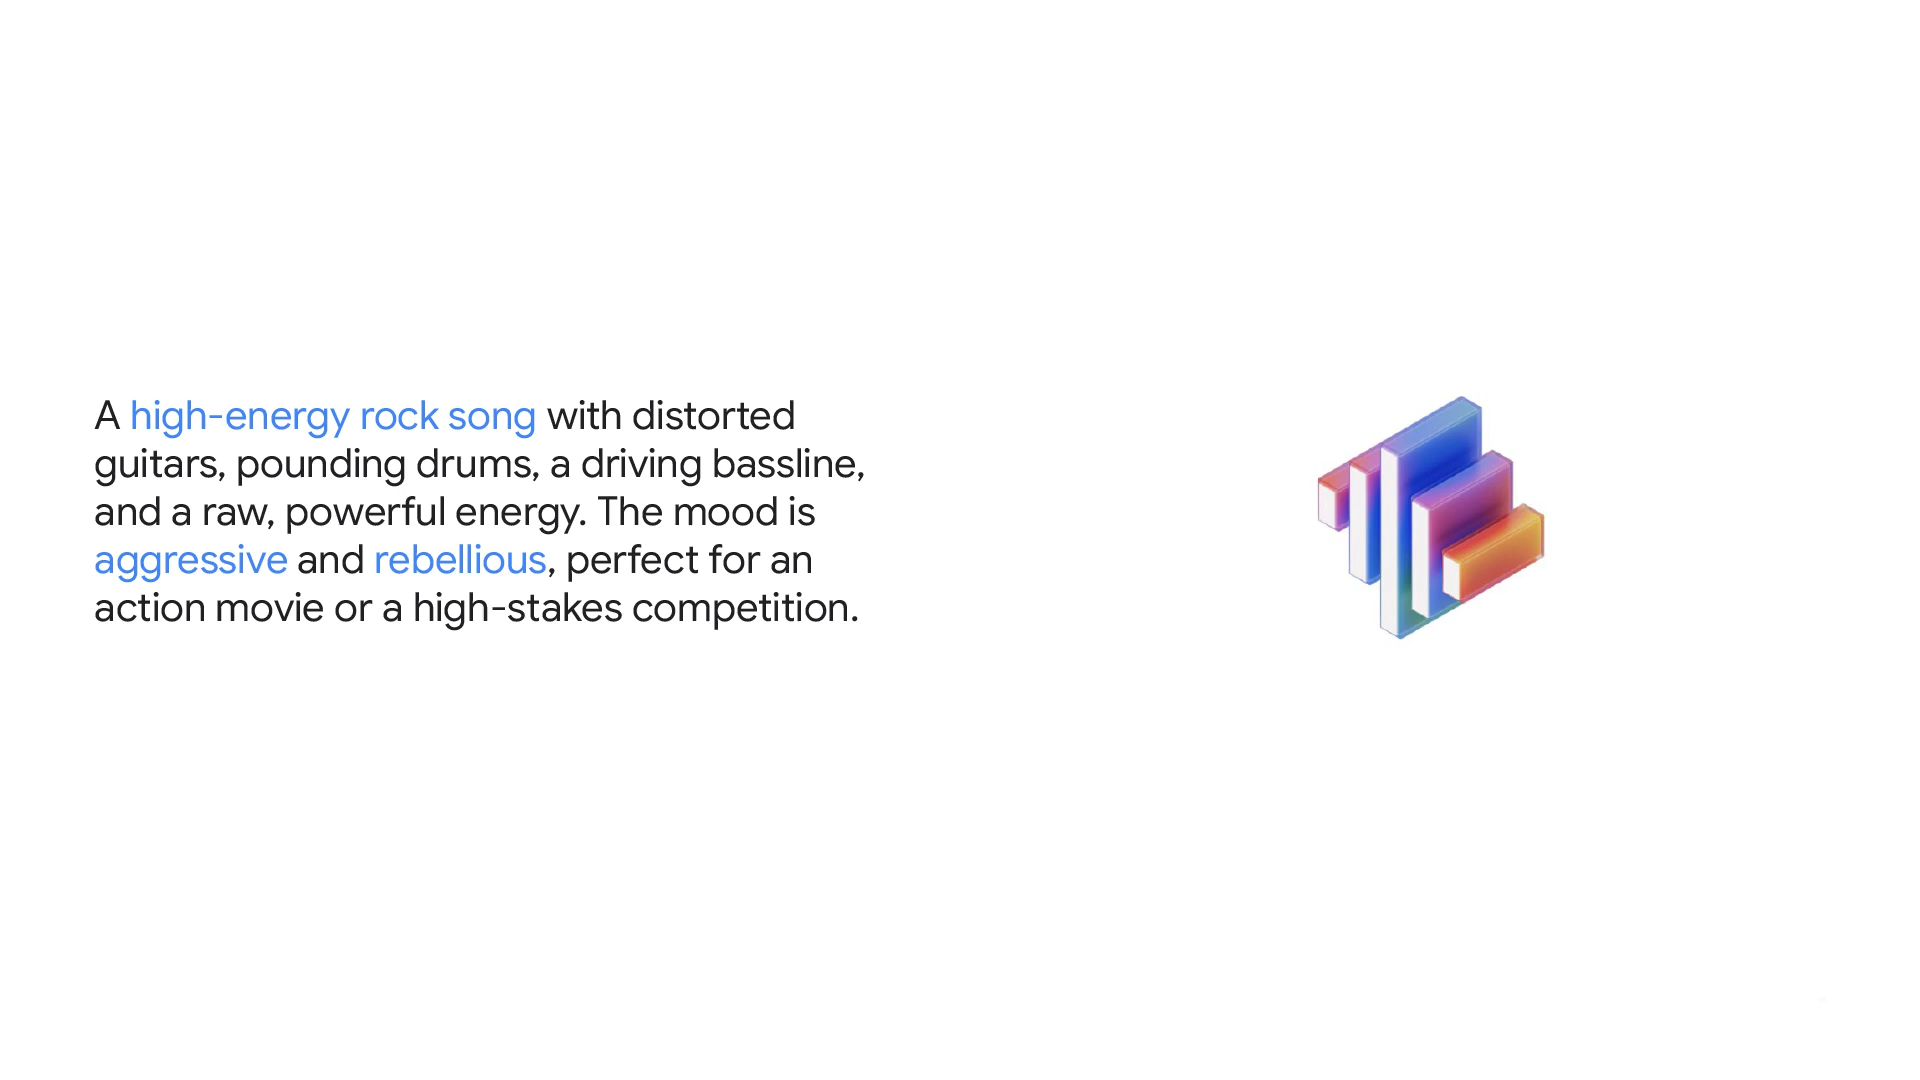 A high-energy rock song with distorted
guitars, pounding drums, a driving bassline,
and a raw, powerful energy. The mood is
aggressive and rebellious, perfect for an
action movie or a high-stakes competition.